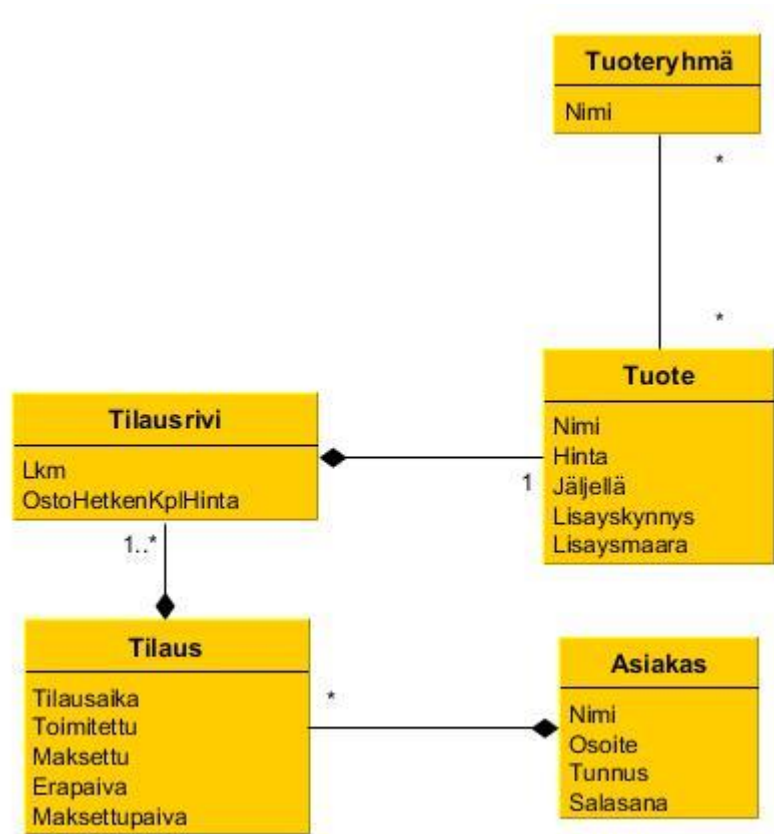 Tuoteryhmä
Nimi
*
*
Tuote
Nimi
Hinta
Jäljellä
Lisayskynnys
Lisaysmaara
1
Tilausrivi
Lkm
OstoHetkenKplHinta
1..*
Tilaus
Tilausaika
Toimitettu
Maksettu
Erapaiva
Maksettupaiva
*
Asiakas
Nimi
Osoite
Tunnus
Salasana